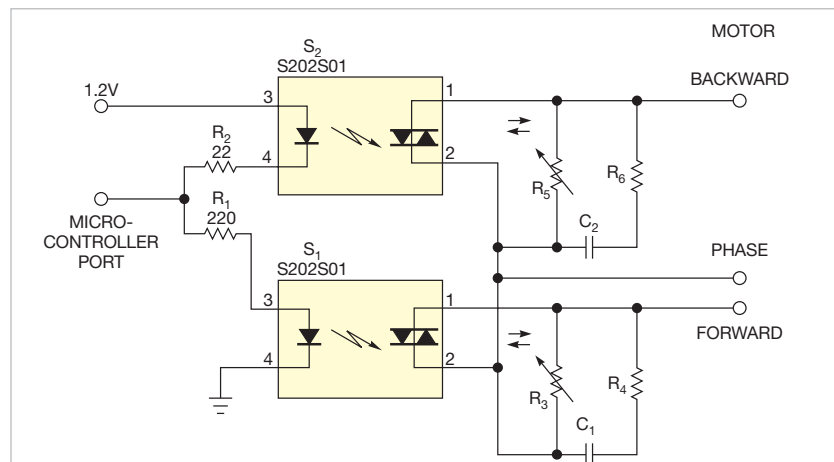 MOTOR
S2
S202S01
1.2V
3
1
BACKWARD
R2
22
4
2
R5
R6
R1
220
MICRO-
CONTROLLER
PORT
C2
S1
S202S01
PHASE
3
1
FORWARD
4
2
R3
R4
C1